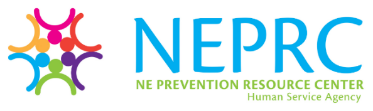 NEPRC
NE PREVENTION RESOURCE CENTER
Human Service Agency